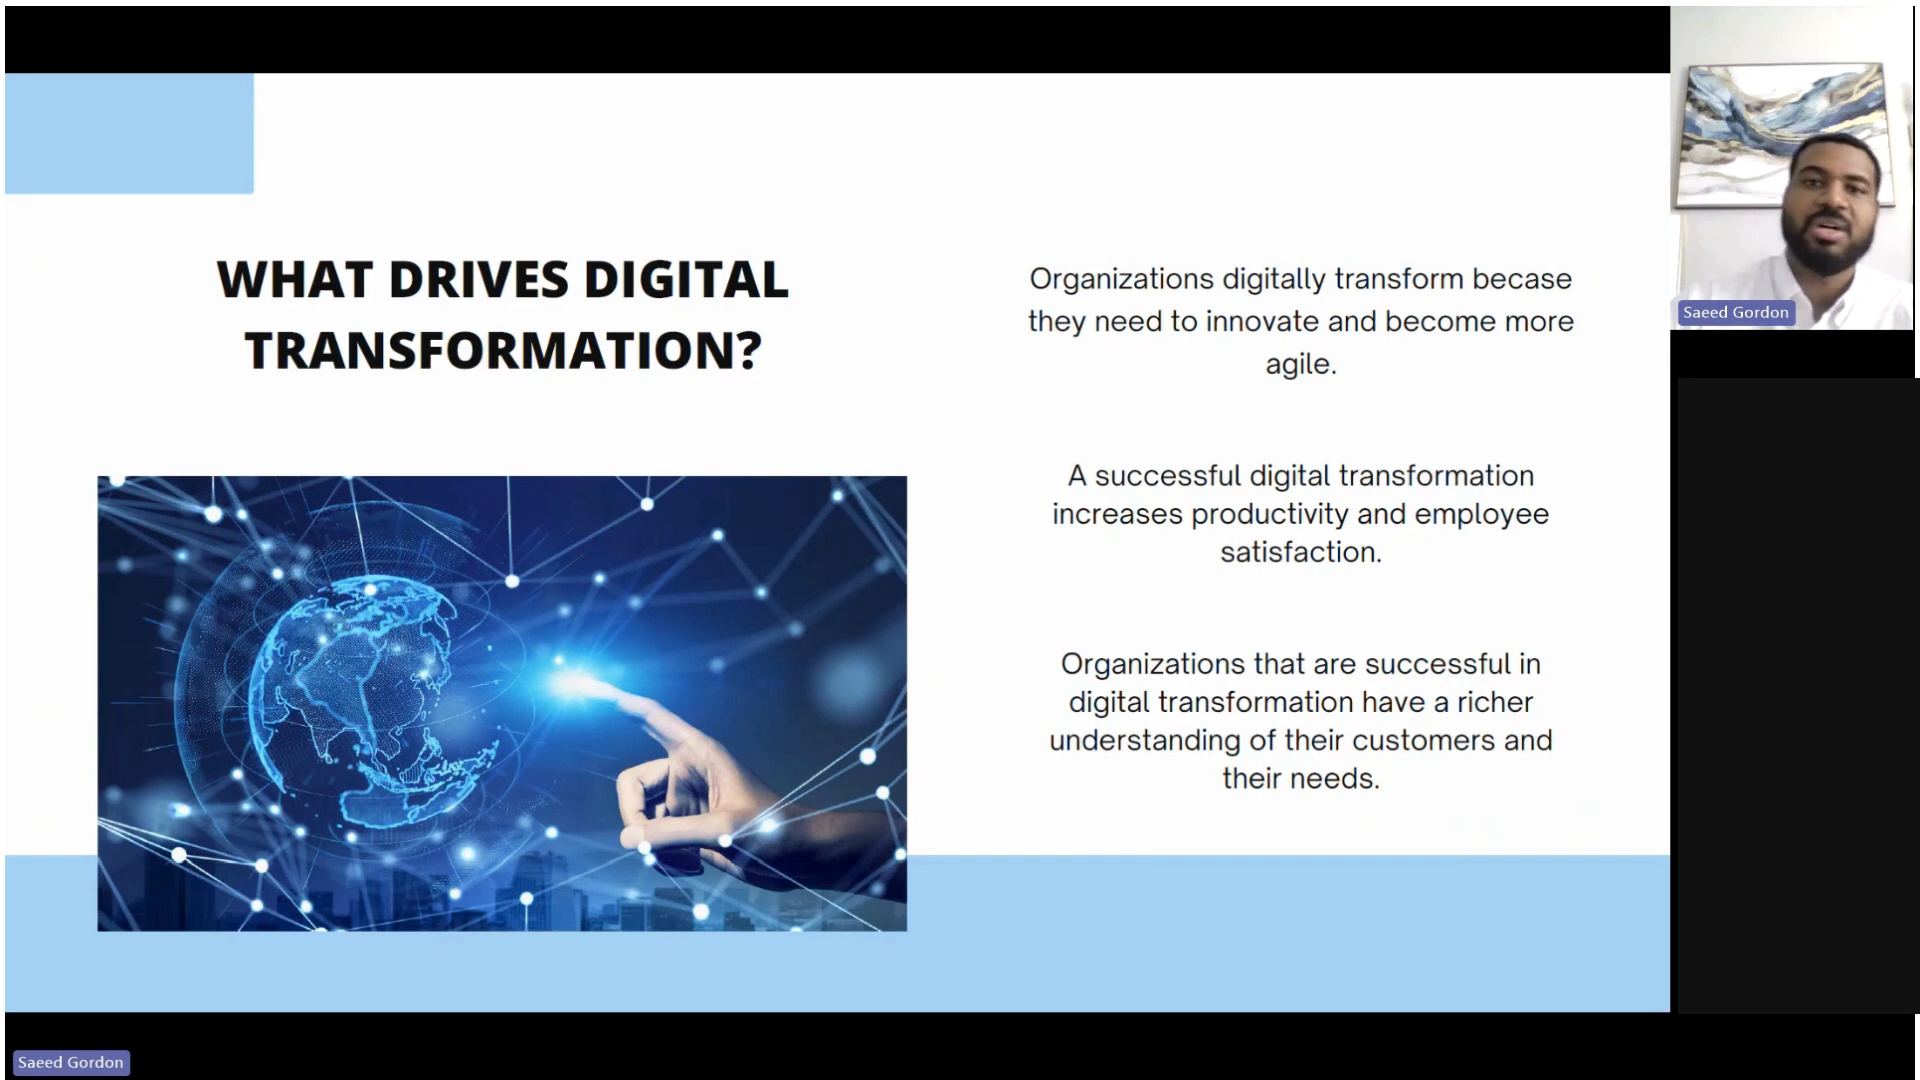 WHAT DRIVES DIGITAL
TRANSFORMATION?
Organizations digitally transform becase
they need to innovate and become more
agile.
A successful digital transformation
increases productivity and employee
satisfaction.
Organizations that are successful in
digital transformation have a richer
understanding of their customers and
their needs.
Saeed Gordon
Saeed Gordon